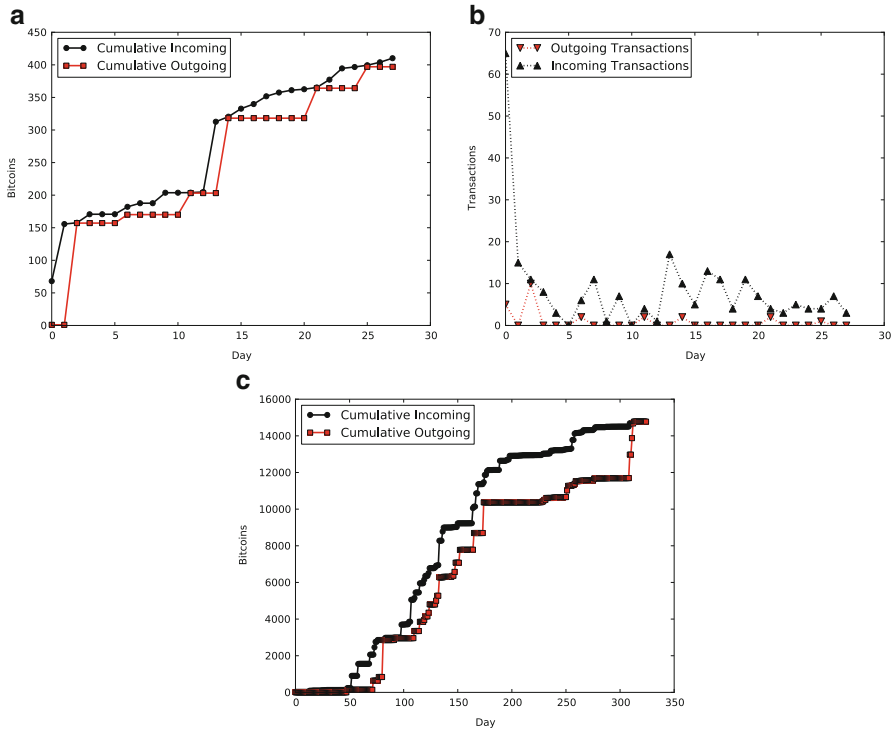 a
450
400
350
300
250
200
150
100
50
0
Bitcoins
Cumulative Incoming
Cumulative Outgoing
0 5 10 15 20 25 30
Day
b
70
60
50
40
30
20
10
0
Transactions
Outgoing Transactions
Incoming Transactions
0 5 10 15 20 25 30
Day
c
16000
14000
12000
10000
8000
6000
4000
2000
0
Bitcoins
Cumulative Incoming
Cumulative Outgoing
0 50 100 150 200 250 300 350
Day